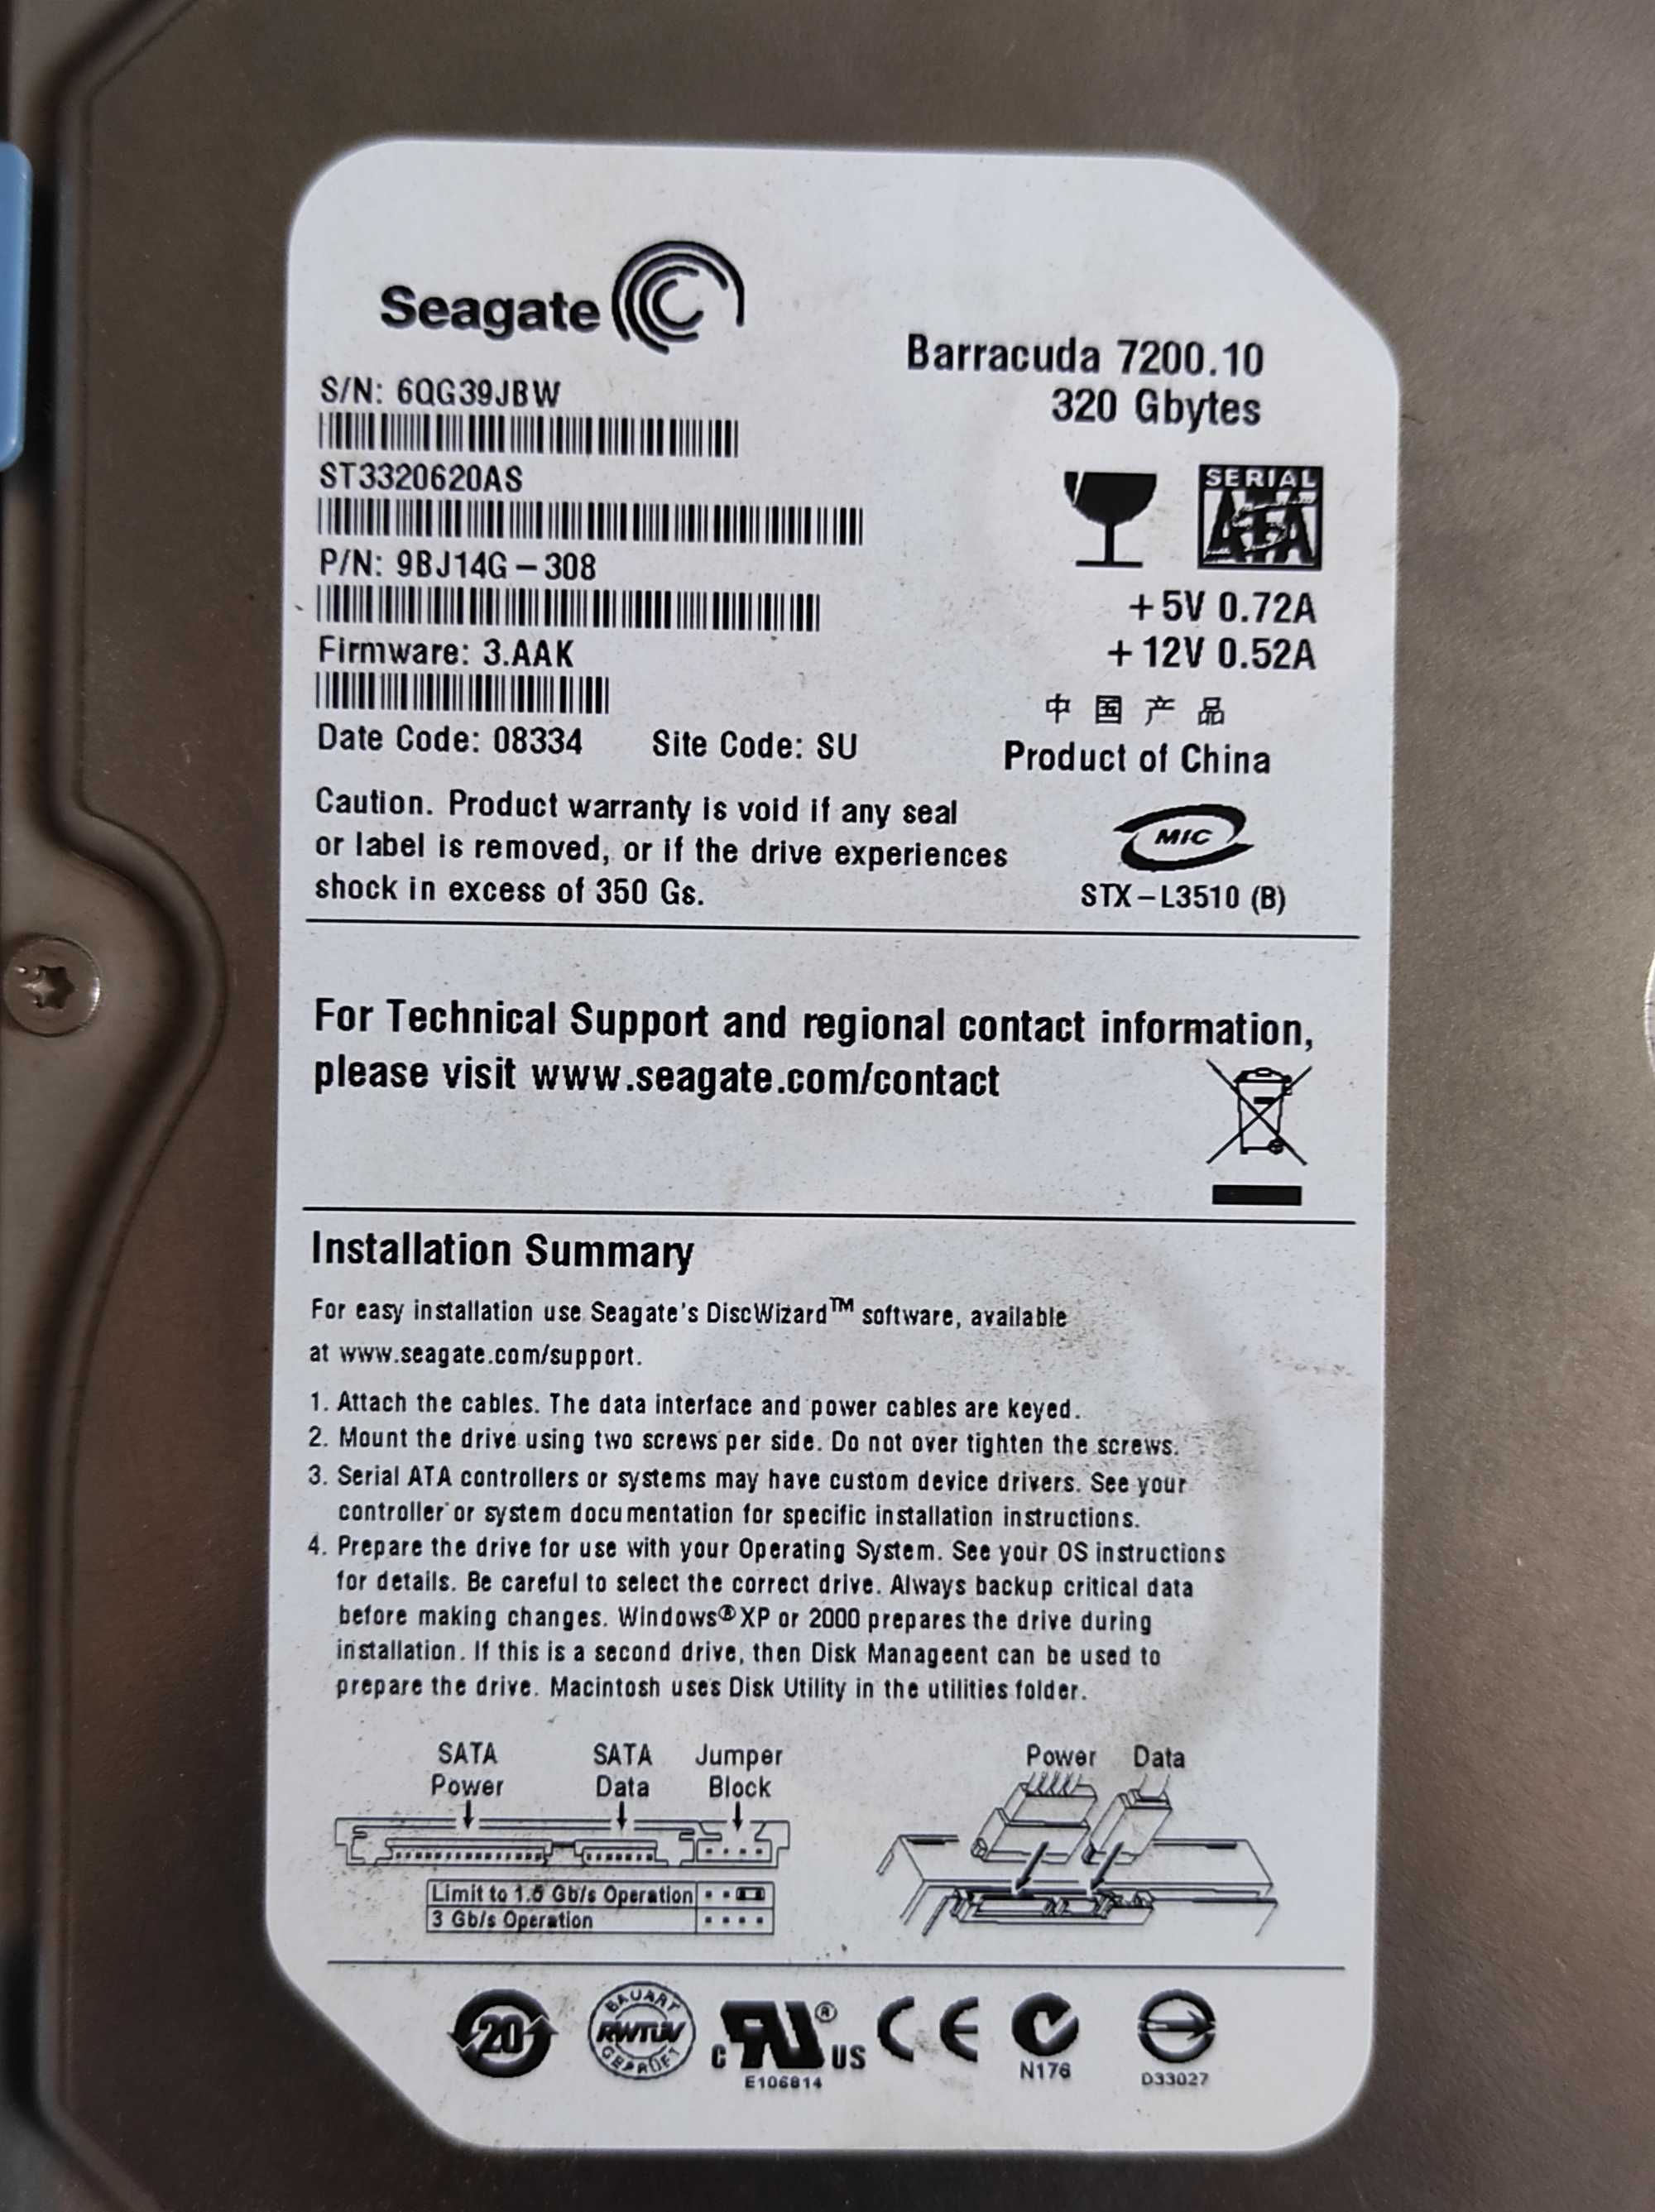 Seagate
Barracuda 7200.10
320 Gbytes
S/N: 6QG39JBW
ST3320620AS
SERIAL
ATA
P/N: 9BJ14G-308
+5V 0.72A
Firmware: 3.AAK
+12V 0.52A
中国产品
Date Code: 08334 Site Code: SU
Product of China
Caution. Product warranty is void if any seal
or label is removed, or if the drive experiences
shock in excess of 350 Gs.
MIC
STX-L3510 (B)
For Technical Support and regional contact information,
please visit www.seagate.com/contact
Installation Summary
For easy installation use Seagate's DiscWizard™ software, available
at www.seagate.com/support.
1. Attach the cables. The data interface and power cables are keyed.
2. Mount the drive using two screws per side. Do not over tighten the screws.
3. Serial ATA controllers or systems may have custom device drivers. See your
controller or system documentation for specific installation instructions.
4. Prepare the drive for use with your Operating System. See your OS instructions
for details. Be careful to select the correct drive. Always backup critical data
before making changes. Windows® XP or 2000 prepares the drive during
installation. If this is a second drive, then Disk Manageent can be used to
prepare the drive. Macintosh uses Disk Utility in the utilities folder.
SATA Power
SATA Data
Jumper Block
Power Data
Limit to 1.5 Gb/s Operation
3 Gb/s Operation
20
BAUART
RWTÜV
GEPRÜFT
C UR ® US
E106814
CE
N176
D33027